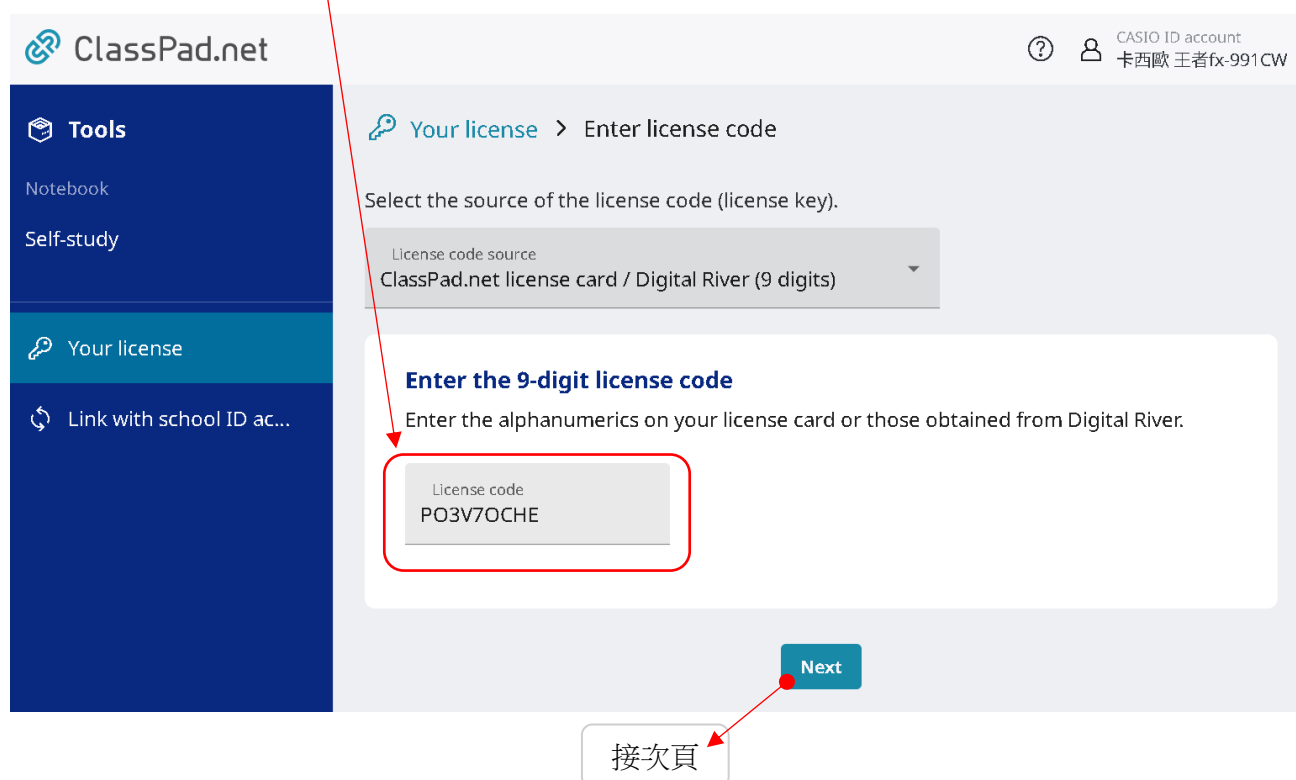 ClassPad.net
CASIO ID account
卡西歐 王者fx-991CW
Tools
Notebook
Self-study
Your license
Link with school ID ac...
Your license > Enter license code
Select the source of the license code (license key).
License code source
ClassPad.net license card / Digital River (9 digits)
Enter the 9-digit license code
Enter the alphanumerics on your license card or those obtained from Digital River.
License code
PO3V7OCHE
Next
接次頁